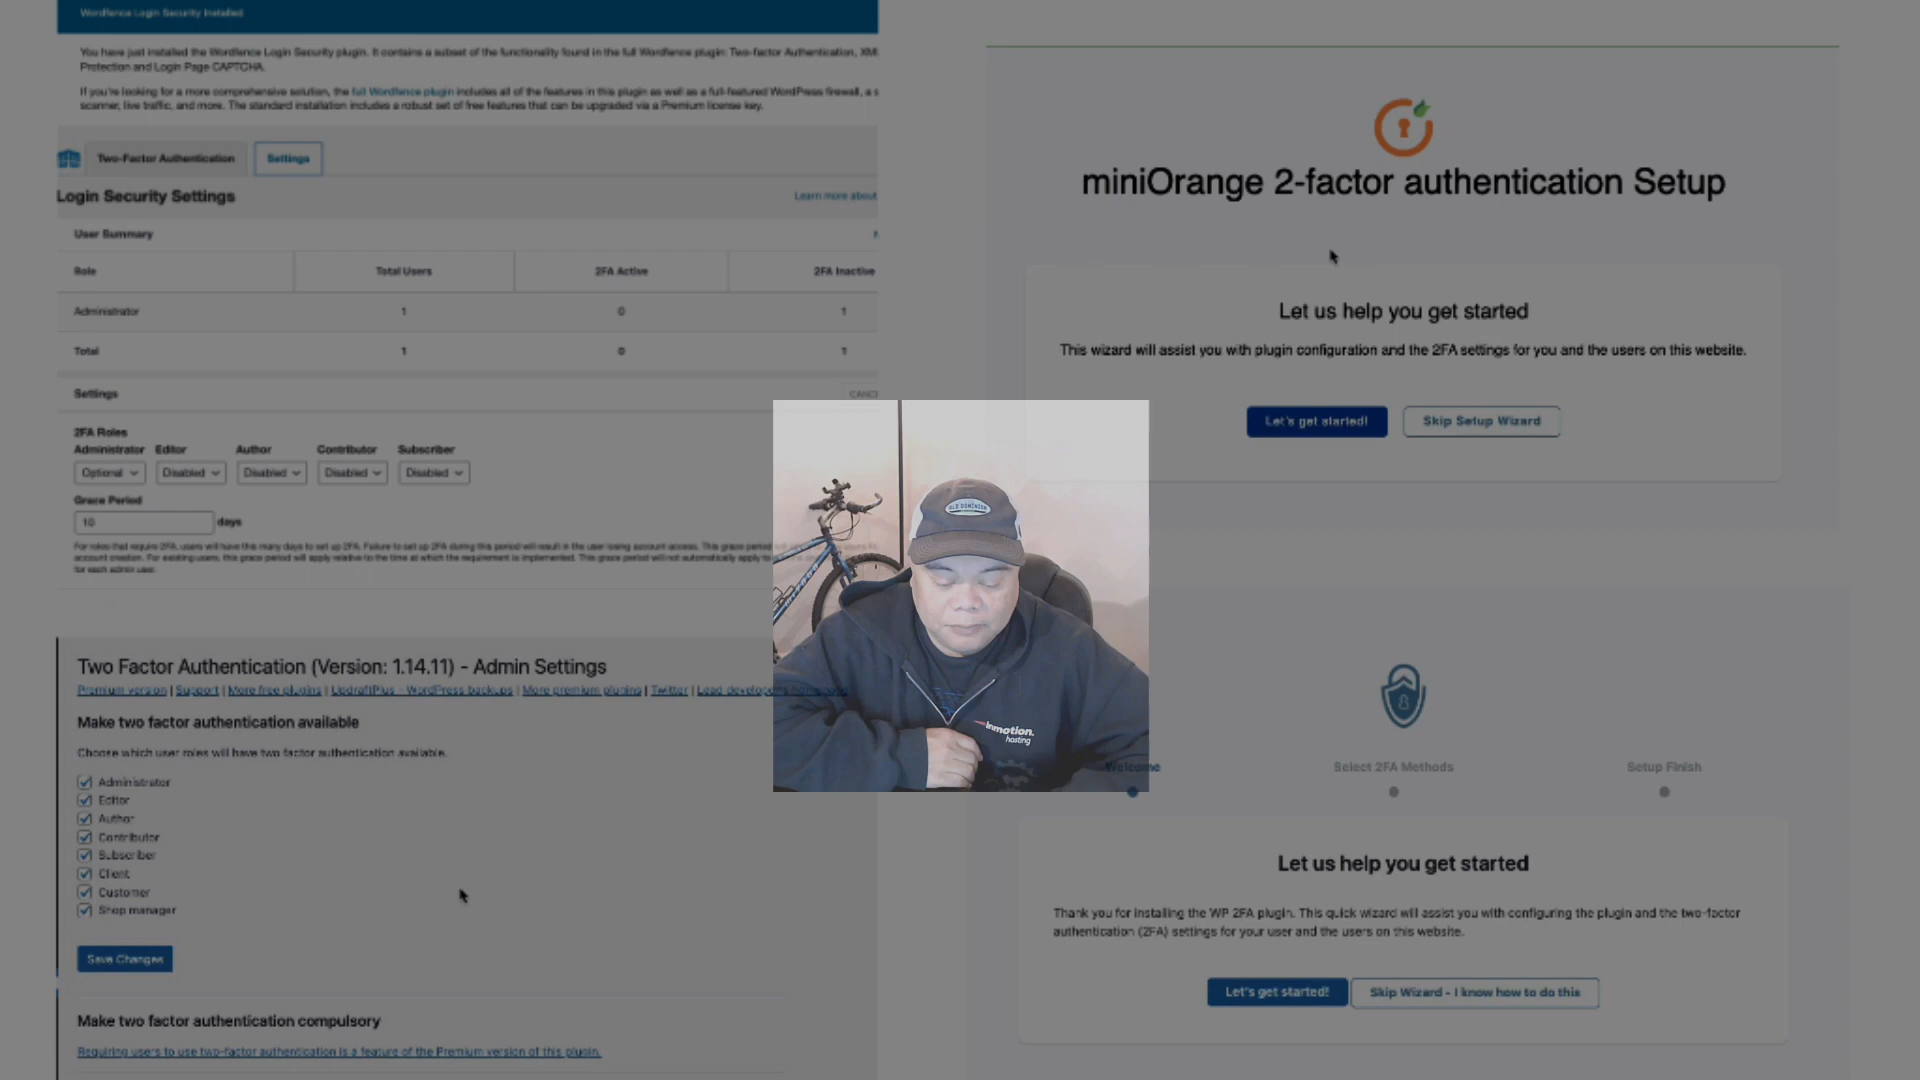 Wordfence Login Security Installed
You have just installed the Wordfence Login Security plugin. It contains a subset of the functionality found in the full Wordfence plugin: Two-factor Authentication,
Protection and Login Page CAPTCHA.
If you're looking for a more comprehensive solution, the full Wordfence plugin includes all of the features in this plugin as well as a full-featured WordPress firewall, a
scanner, live traffic, and more. The standard installation includes a robust set of free features that can be upgraded via a Premium license key.
Two-Factor Authentication Settings
Login Security Settings Learn more about
User Summary
Role Total Users 2FA Active 2FA Inactive
Administrator 1 0 1
Total 1 0 1
Settings CANC
2FA Roles
Administrator Editor Author Contributor Subscriber
Optional Disabled Disabled Disabled Disabled
Grace Period
10 days
For roles that require 2FA, users will have this many days to set up 2FA. Failure to set up 2FA during this period will result in the user losing account access. This grace period
account creation. For existing users, this grace period will apply relative to the time at which the requirement is implemented. This grace period will not automatically apply to
for each admin user.
miniOrange 2-factor authentication Setup
Let us help you get started
This wizard will assist you with plugin configuration and the 2FA settings for you and the users on this website.
Let's get started! Skip Setup Wizard
OLD DOMINION
inmotion.
hosting
Two Factor Authentication (Version: 1.14.11) - Admin Settings
Premium version | Support | More free plugins | UpdraftPlus - WordPress backups | More premium plugins | Twitter | Lead developer's
Make two factor authentication available
Choose which user roles will have two factor authentication available.
Administrator
Editor
Author
Contributor
Subscriber
Client
Customer
Shop manager
Save Changes
Make two factor authentication compulsory
Requiring users to use two-factor authentication is a feature of the Premium version of this plugin.
8
Welcome Select 2FA Methods Setup Finish
Let us help you get started
Thank you for installing the WP 2FA plugin. This quick wizard will assist you with configuring the plugin and the two-factor
authentication (2FA) settings for your user and the users on this website.
Let's get started! Skip Wizard - I know how to do this